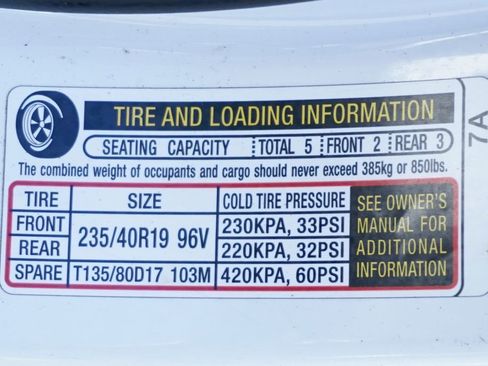 TIRE AND LOADING INFORMATION
SEATING CAPACITY TOTAL 5 FRONT 2 REAR 3
The combined weight of occupants and cargo should never exceed 385kg or 850lbs.
TIRE SIZE COLD TIRE PRESSURE
FRONT 235/40R19 96V 230KPA, 33PSI
REAR 220KPA, 32PSI
SPARE T135/80D17 103M 420KPA, 60PSI
SEE OWNER'S
MANUAL FOR
ADDITIONAL
INFORMATION
7A